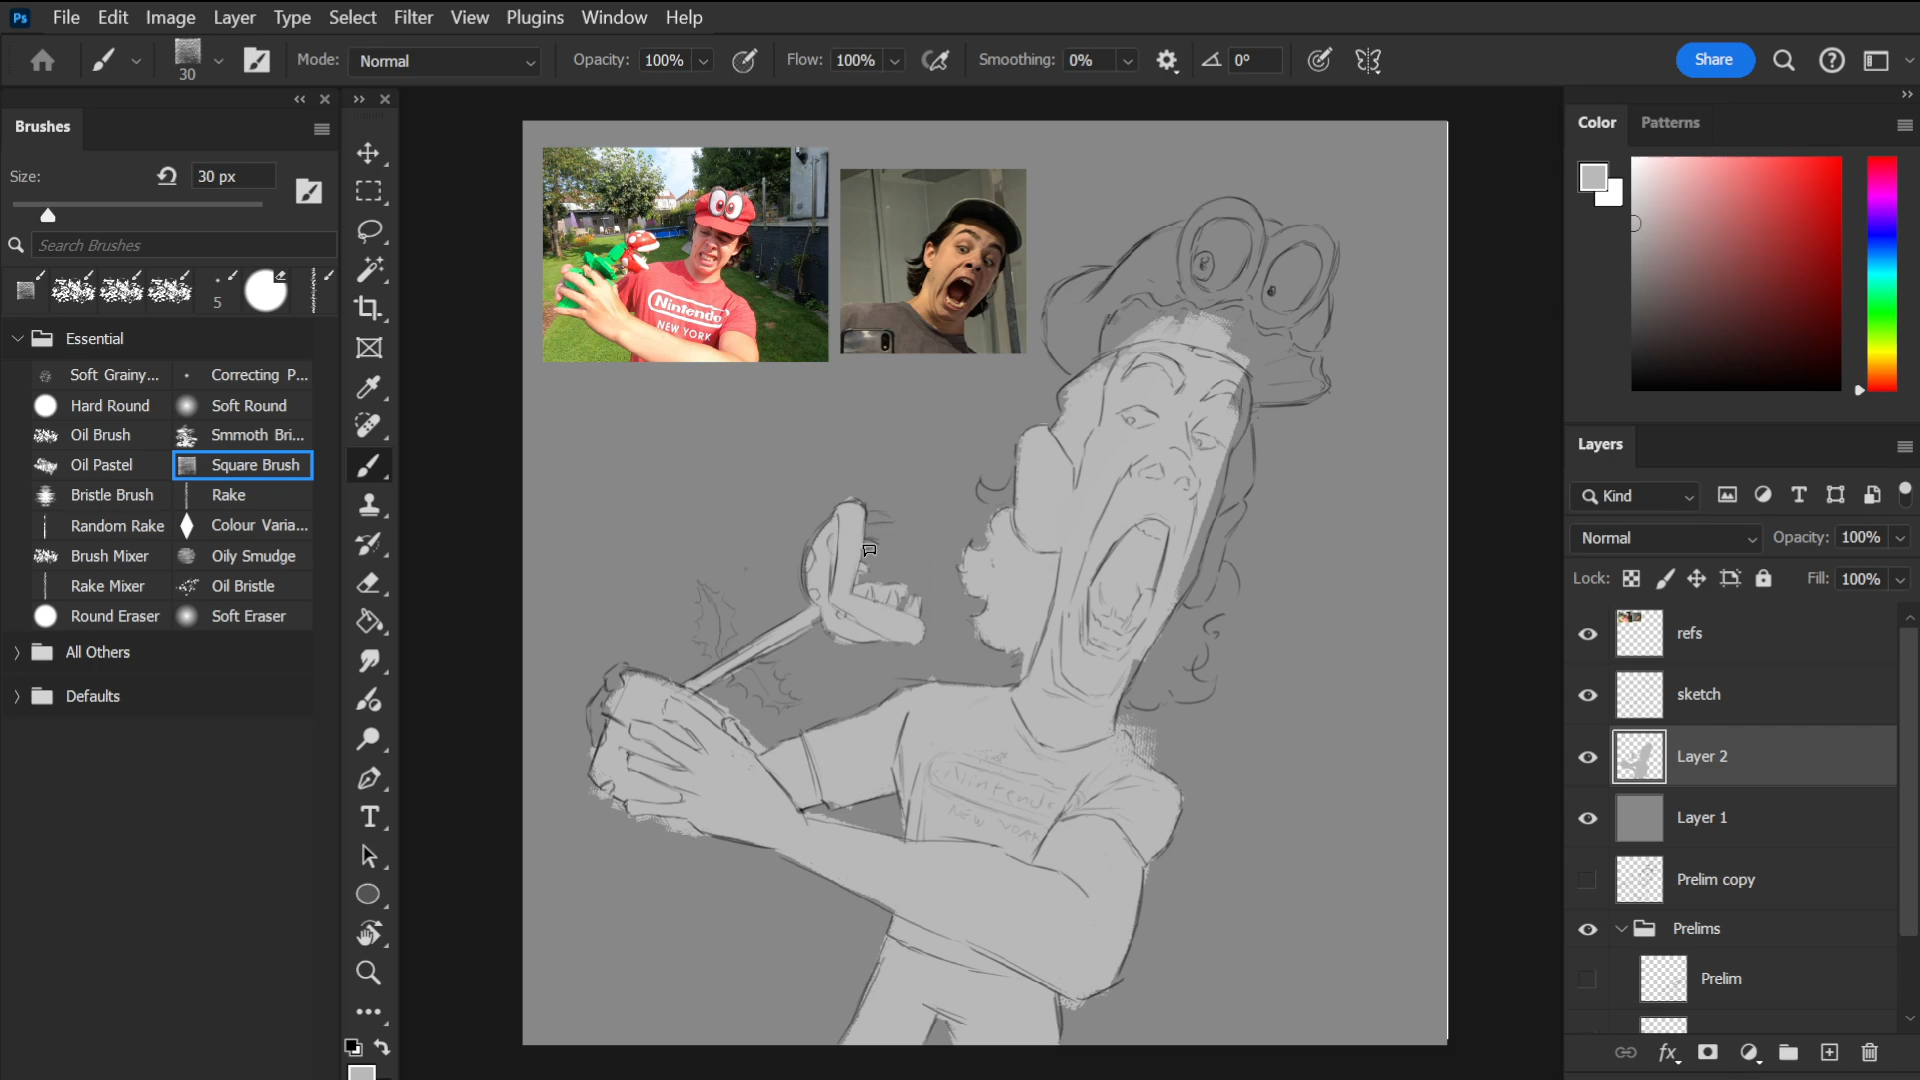 Ps File Edit Image Layer Type Select Filter View Plugins Window Help
30 Mode: Normal Opacity: 100% Flow: 100% Smoothing: 0% 0° Share
Brushes
Size: 30 px
Search Brushes
5
Essential
Soft Grainy... Correcting P...
Hard Round Soft Round
Oil Brush Smmoth Bri...
Oil Pastel Square Brush
Bristle Brush Rake
Random Rake Colour Varia...
Brush Mixer Oily Smudge
Rake Mixer Oil Bristle
Round Eraser Soft Eraser
All Others
Defaults
Nintendo
NEW YORK
Nintendo
NEW YORK
Color Patterns
Layers
Kind
Normal Opacity: 100%
Lock: Fill: 100%
refs
sketch
Layer 2
Layer 1
Prelim copy
Prelims
Prelim
fx